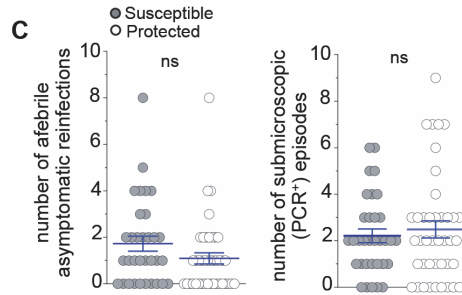 C
Susceptible
Protected
number of afebrile
asymptomatic reinfections
10
8
6
4
2
0
ns
number of submicroscopic
(PCR⁺) episodes
10
8
6
4
2
0
ns